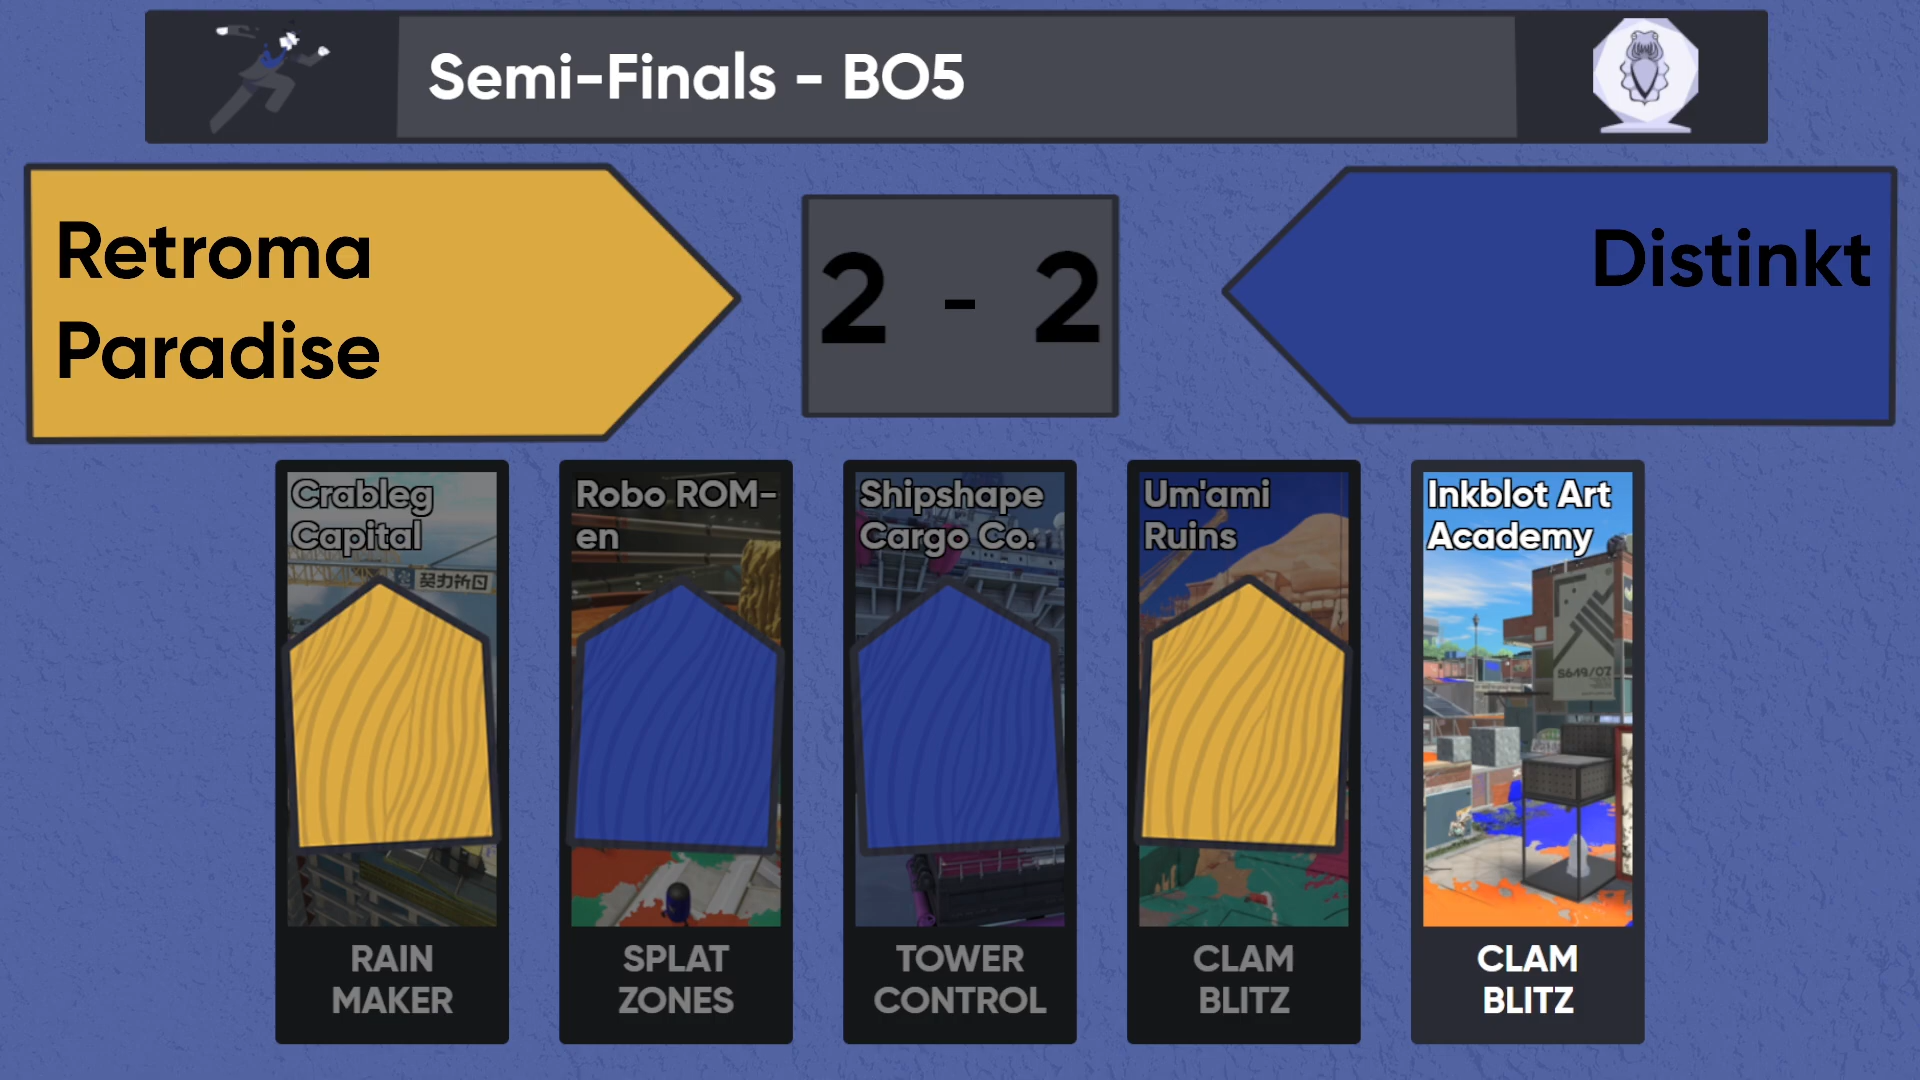 Semi-Finals - BO5
Retroma
Paradise
2 - 2
Distinkt
Crableg
Capital
RAIN
MAKER
Robo ROM-
en
SPLAT
ZONES
Shipshape
Cargo Co.
TOWER
CONTROL
Um'ami
Ruins
CLAM
BLITZ
Inkblot Art
Academy
CLAM
BLITZ